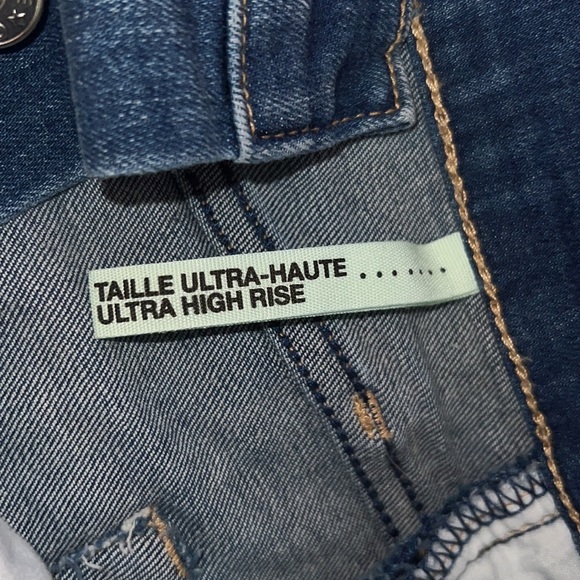 TAILLE ULTRA-HAUTE .......
ULTRA HIGH RISE